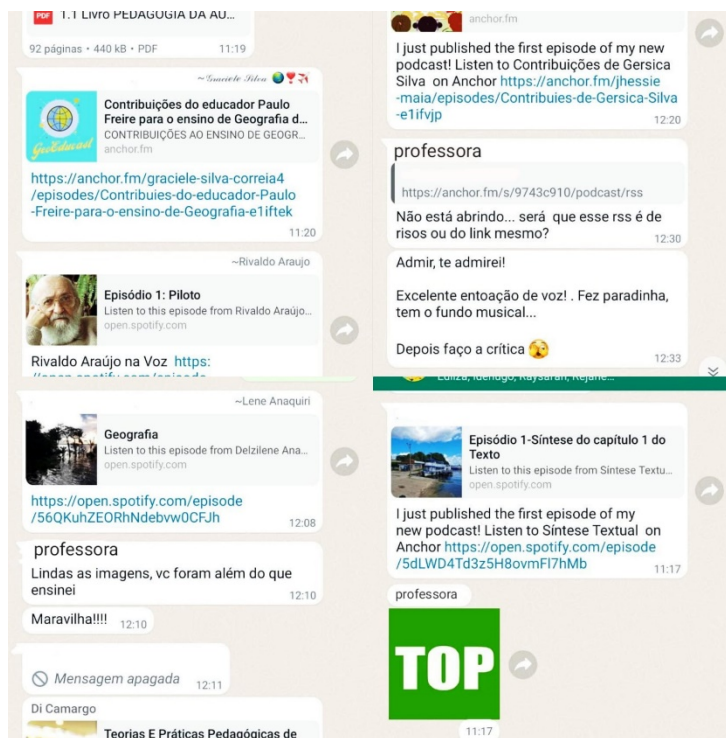 PDF 1.1 Livro PEDAGOGIA DA AU...
92 páginas • 440 kB • PDF 11:19
~Graciele Silva
GeoEducael
Contribuições do educador Paulo
Freire para o ensino de Geografia d...
CONTRIBUIÇÕES AO ENSINO DE GEOGR...
anchor.fm
https://anchor.fm/graciele-silva-correia4
/episodes/Contribuies-do-educador-Paulo
-Freire-para-o-ensino-de-Geografia-e1iftek
11:20
~Rivaldo Araujo
Episódio 1: Piloto
Listen to this episode from Rivaldo Araújo...
open.spotify.com
Rivaldo Araújo na Voz https:
//open.spotify.com/episode
~Lene Anaquiri
Geografia
Listen to this episode from Delzilene Ana...
open.spotify.com
https://open.spotify.com/episode
/56QKuhZEORhNdebvw0CFJh
12:08
professora
Lindas as imagens, vc foram além do que
ensinei
12:10
Maravilha!!!! 12:10
Mensagem apagada 12:11
Di Camargo
Teorias E Práticas Pedagógicas de
anchor.fm
I just published the first episode of my new
podcast! Listen to Contribuições de Gersica
Silva on Anchor https://anchor.fm/jhessie
-maia/episodes/Contribuies-de-Gersica-Silva
-e1ifvjp
12:20
professora
https://anchor.fm/s/9743c910/podcast/rss
Não está abrindo... será que esse rss é de
risos ou do link mesmo?
12:30
Admir, te admirei!
Excelente entoação de voz! . Fez paradinha,
tem o fundo musical...
Depois faço a crítica
12:33
Episódio 1-Síntese do capítulo 1 do
Texto
Listen to this episode from Síntese Textu...
open.spotify.com
I just published the first episode of my
new podcast! Listen to Síntese Textual on
Anchor https://open.spotify.com/episode
/5dLWD4Td3z5H8ovmFl7hMb
11:17
professora
TOP
11:17